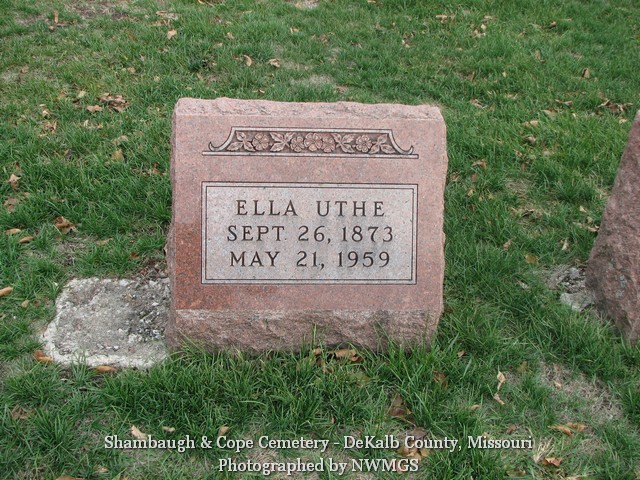 ELLA UTHE
SEPT. 26, 1873
MAY 21, 1959
Shambaugh & Cope Cemetery - DeKalb County, Missouri
Photographed by NWMGS